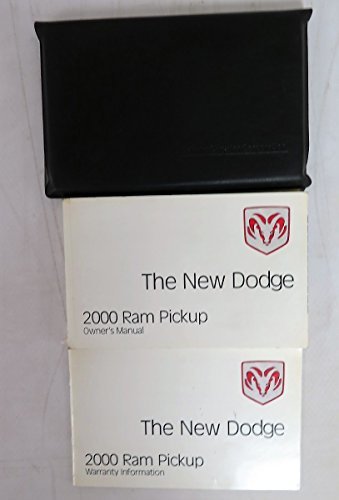 The New Dodge
2000 Ram Pickup
Owner's Manual
The New Dodge
2000 Ram Pickup
Warranty Information